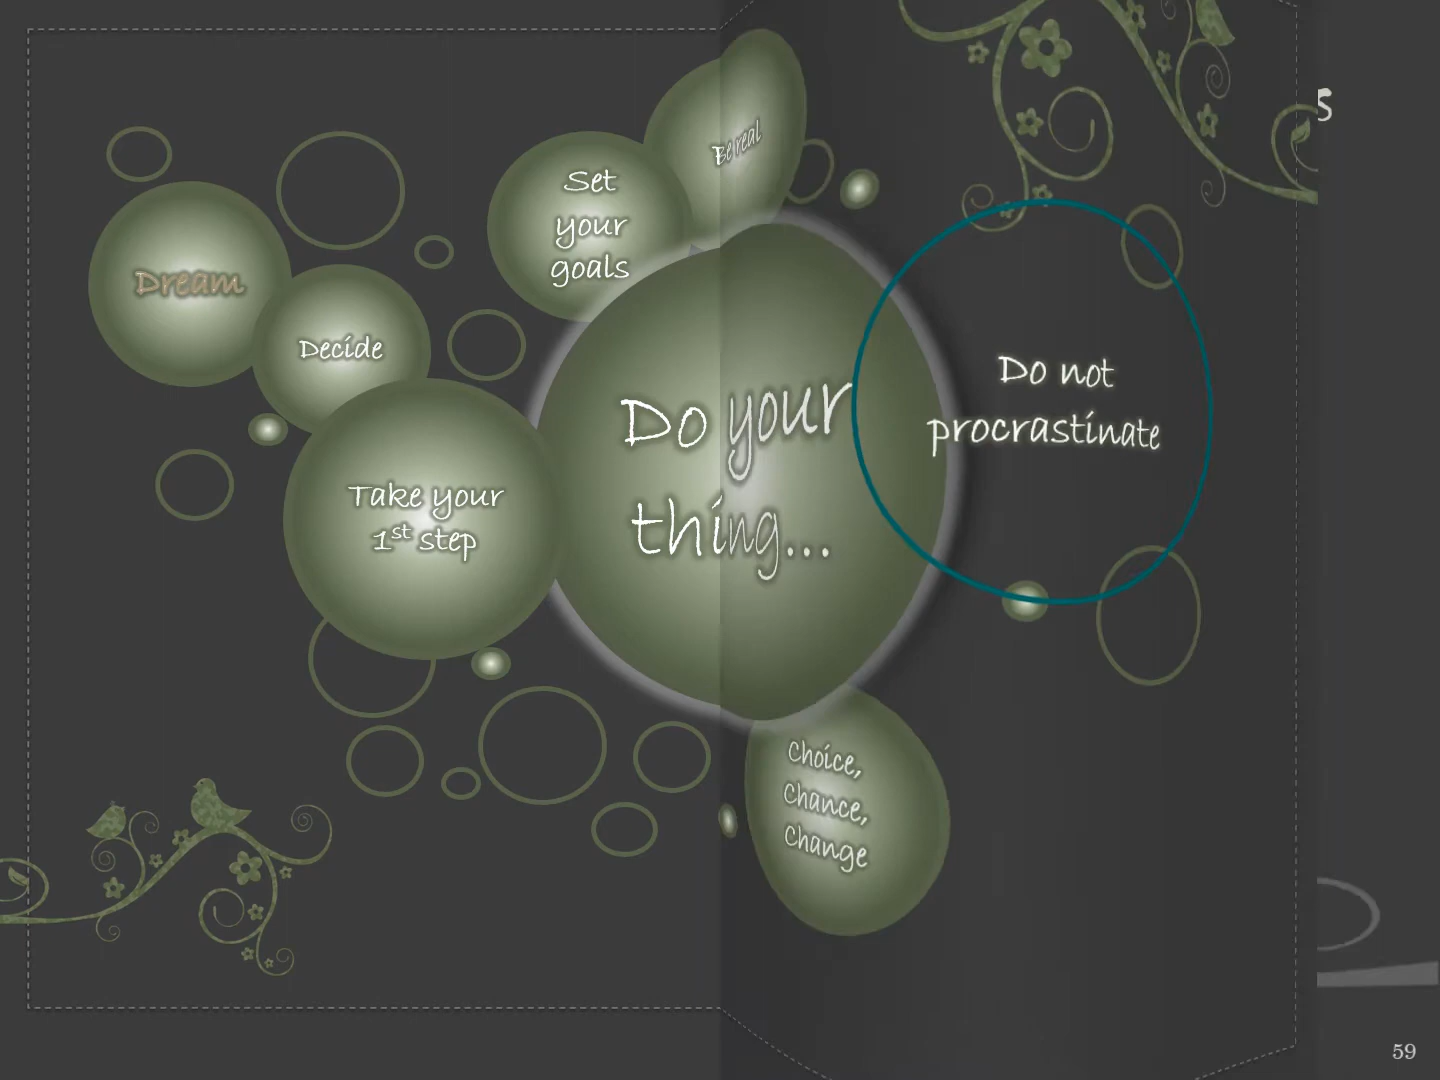 Be real
s
Set
your
goals
Dream
Decide
Do your
thing...
Do not
procrastinate
Take your
1st step
Choice,
Chance,
Change
59